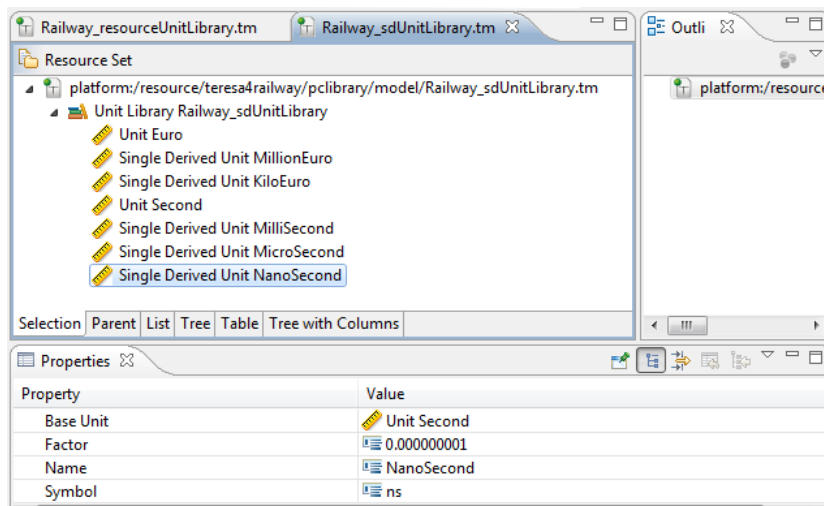 Railway_resourceUnitLibrary.tm Railway_sdUnitLibrary.tm Outli
Resource Set
platform:/resource/teresa4railway/pclibrary/model/Railway_sdUnitLibrary.tm platform:/resource
Unit Library Railway_sdUnitLibrary
Unit Euro
Single Derived Unit MillionEuro
Single Derived Unit KiloEuro
Unit Second
Single Derived Unit MilliSecond
Single Derived Unit MicroSecond
Single Derived Unit NanoSecond
Selection Parent List Tree Table Tree with Columns
Properties
Property Value
Base Unit Unit Second
Factor 0.000000001
Name NanoSecond
Symbol ns